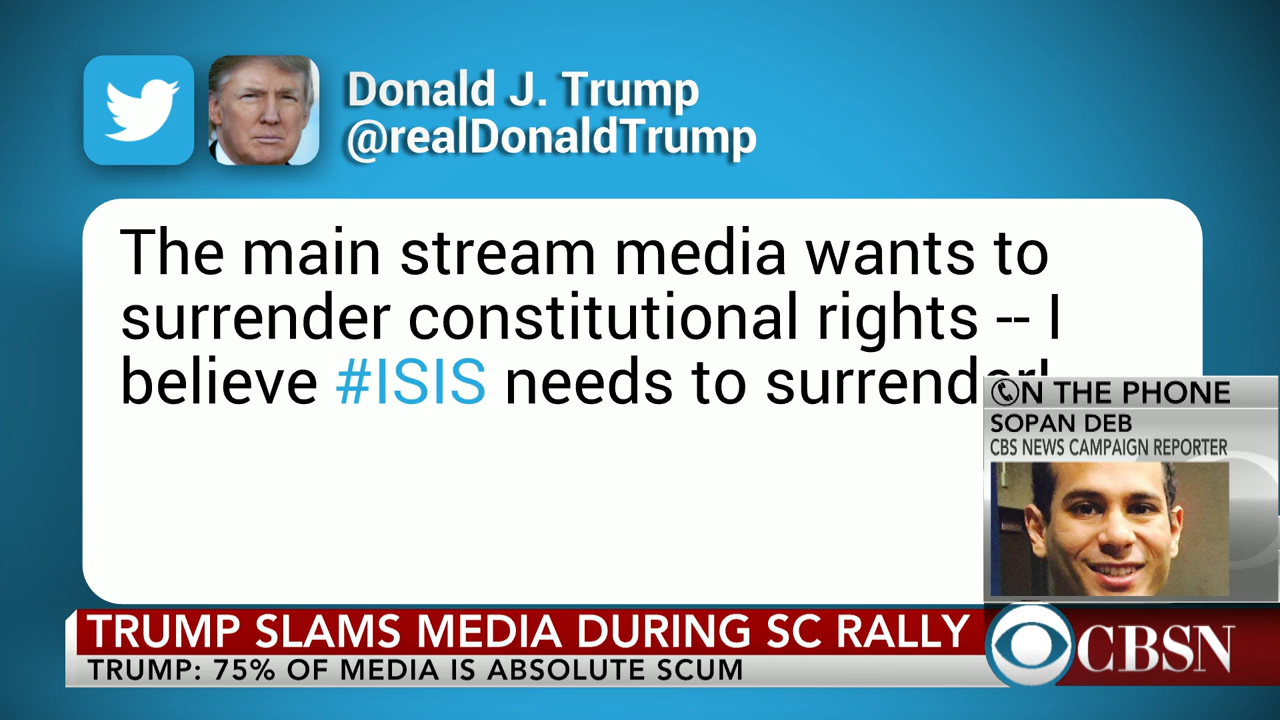 Donald J. Trump
@realDonaldTrump
The main stream media wants to
surrender constitutional rights -- I
believe #ISIS needs to surrender!
ON THE PHONE
SOPAN DEB
CBS NEWS CAMPAIGN REPORTER
TRUMP SLAMS MEDIA DURING SC RALLY
TRUMP: 75% OF MEDIA IS ABSOLUTE SCUM
CBSN